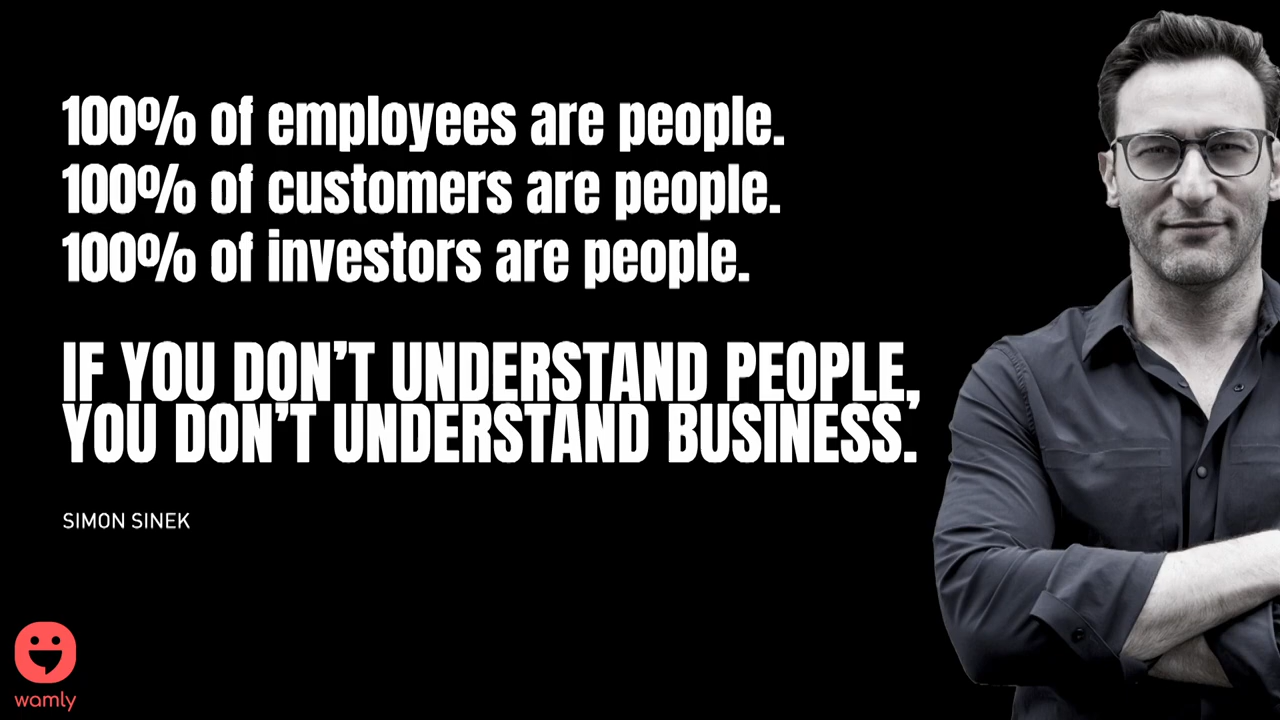 100% of employees are people.
100% of customers are people.
100% of investors are people.
IF YOU DON’T UNDERSTAND PEOPLE,
YOU DON’T UNDERSTAND BUSINESS.
SIMON SINEK
wamly